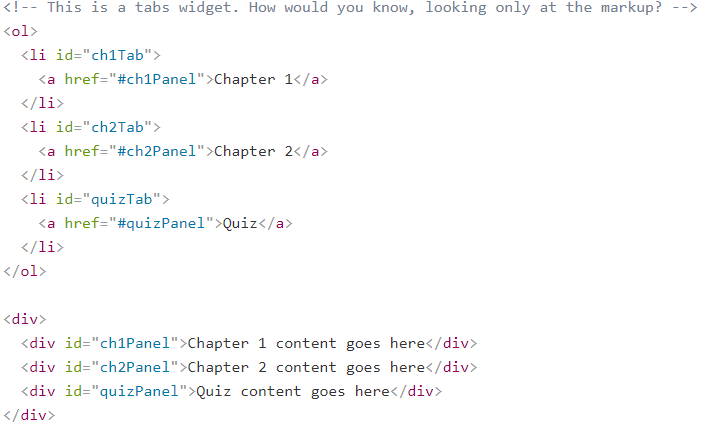 <!-- This is a tabs widget. How would you know, looking only at the markup? -->
<ol>
  <li id="ch1Tab">
    <a href="#ch1Panel">Chapter 1</a>
  </li>
  <li id="ch2Tab">
    <a href="#ch2Panel">Chapter 2</a>
  </li>
  <li id="quizTab">
    <a href="#quizPanel">Quiz</a>
  </li>
</ol>

<div>
  <div id="ch1Panel">Chapter 1 content goes here</div>
  <div id="ch2Panel">Chapter 2 content goes here</div>
  <div id="quizPanel">Quiz content goes here</div>
</div>